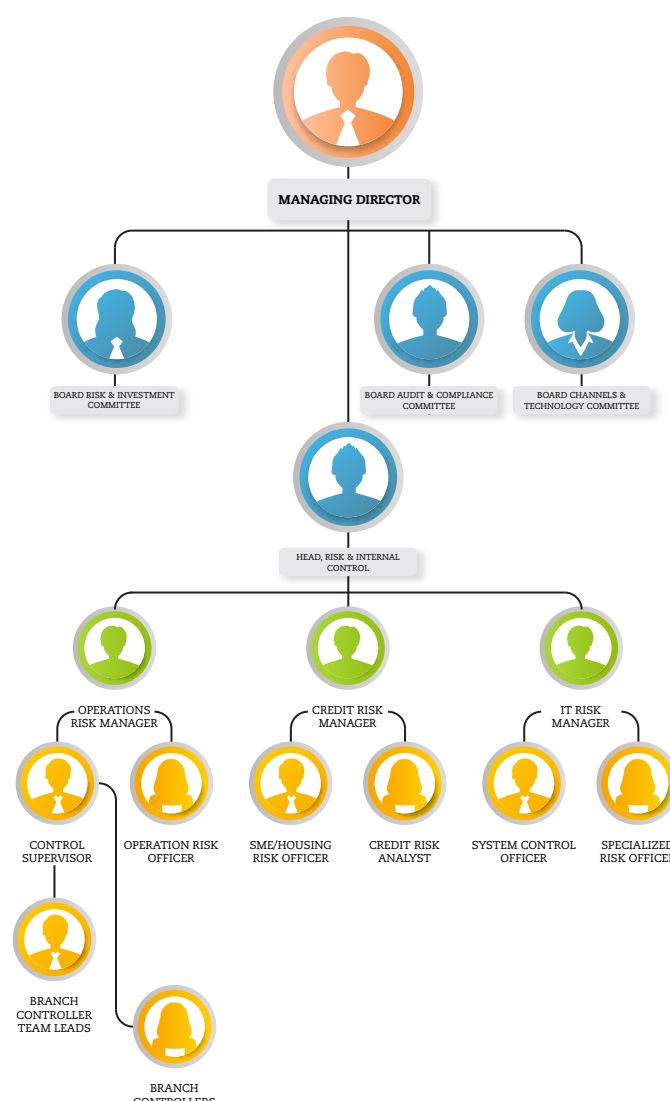 MANAGING DIRECTOR
BOARD RISK & INVESTMENT
COMMITTEE
BOARD AUDIT & COMPLIANCE
COMMITTEE
BOARD CHANNELS &
TECHNOLOGY COMMITTEE
HEAD, RISK & INTERNAL
CONTROL
OPERATIONS
RISK MANAGER
CREDIT RISK
MANAGER
IT RISK
MANAGER
CONTROL
SUPERVISOR
OPERATION RISK
OFFICER
SME/HOUSING
RISK OFFICER
CREDIT RISK
ANALYST
SYSTEM CONTROL
OFFICER
SPECIALIZED
RISK OFFICE
BRANCH
CONTROLLER
TEAM LEADS
BRANCH
CONTROLLERS